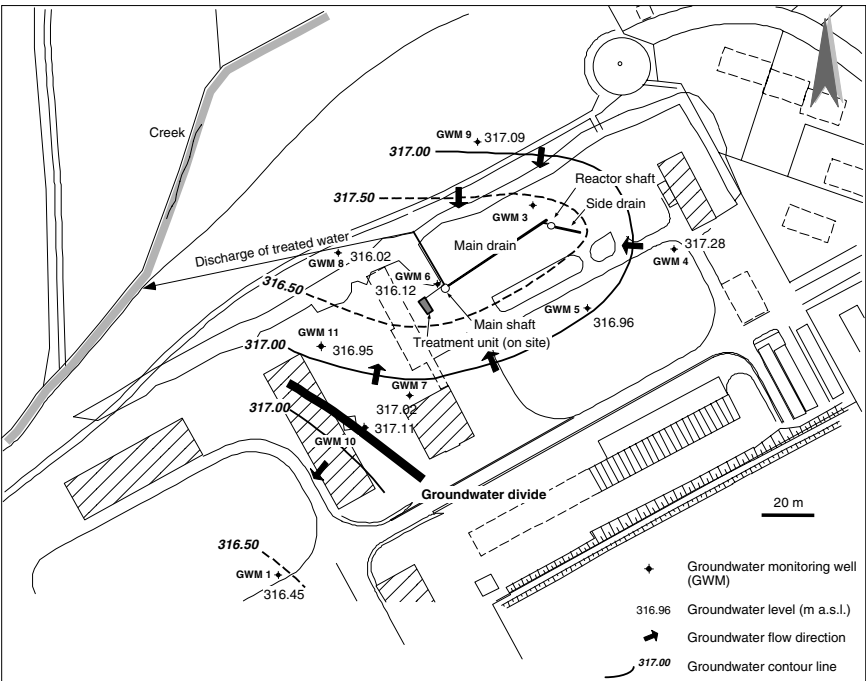 GWM 9
317.09
317.00
Creek
Reactor shaft
317.50
Side drain
GWM 3
Main drain
Discharge of treated water
317.28
GWM 4
GWM 8
316.02
GWM 6
316.12
316.50
GWM 5
316.96
Main shaft
Treatment unit (on site)
GWM 11
316.95
317.00
GWM 7
317.02
317.00
317.11
GWM 10
Groundwater divide
20 m
316.50
GWM 1
316.45
Groundwater monitoring well
(GWM)
316.96
Groundwater level (m a.s.l.)
Groundwater flow direction
317.00
Groundwater contour line